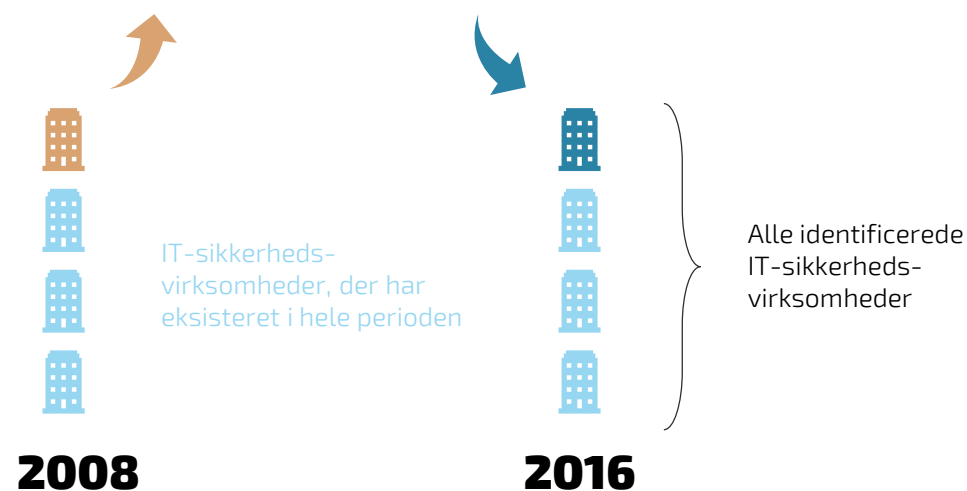 IT-sikkerheds-
virksomheder, der har
eksisteret i hele perioden
Alle identificerede
IT-sikkerheds-
virksomheder
2008
2016